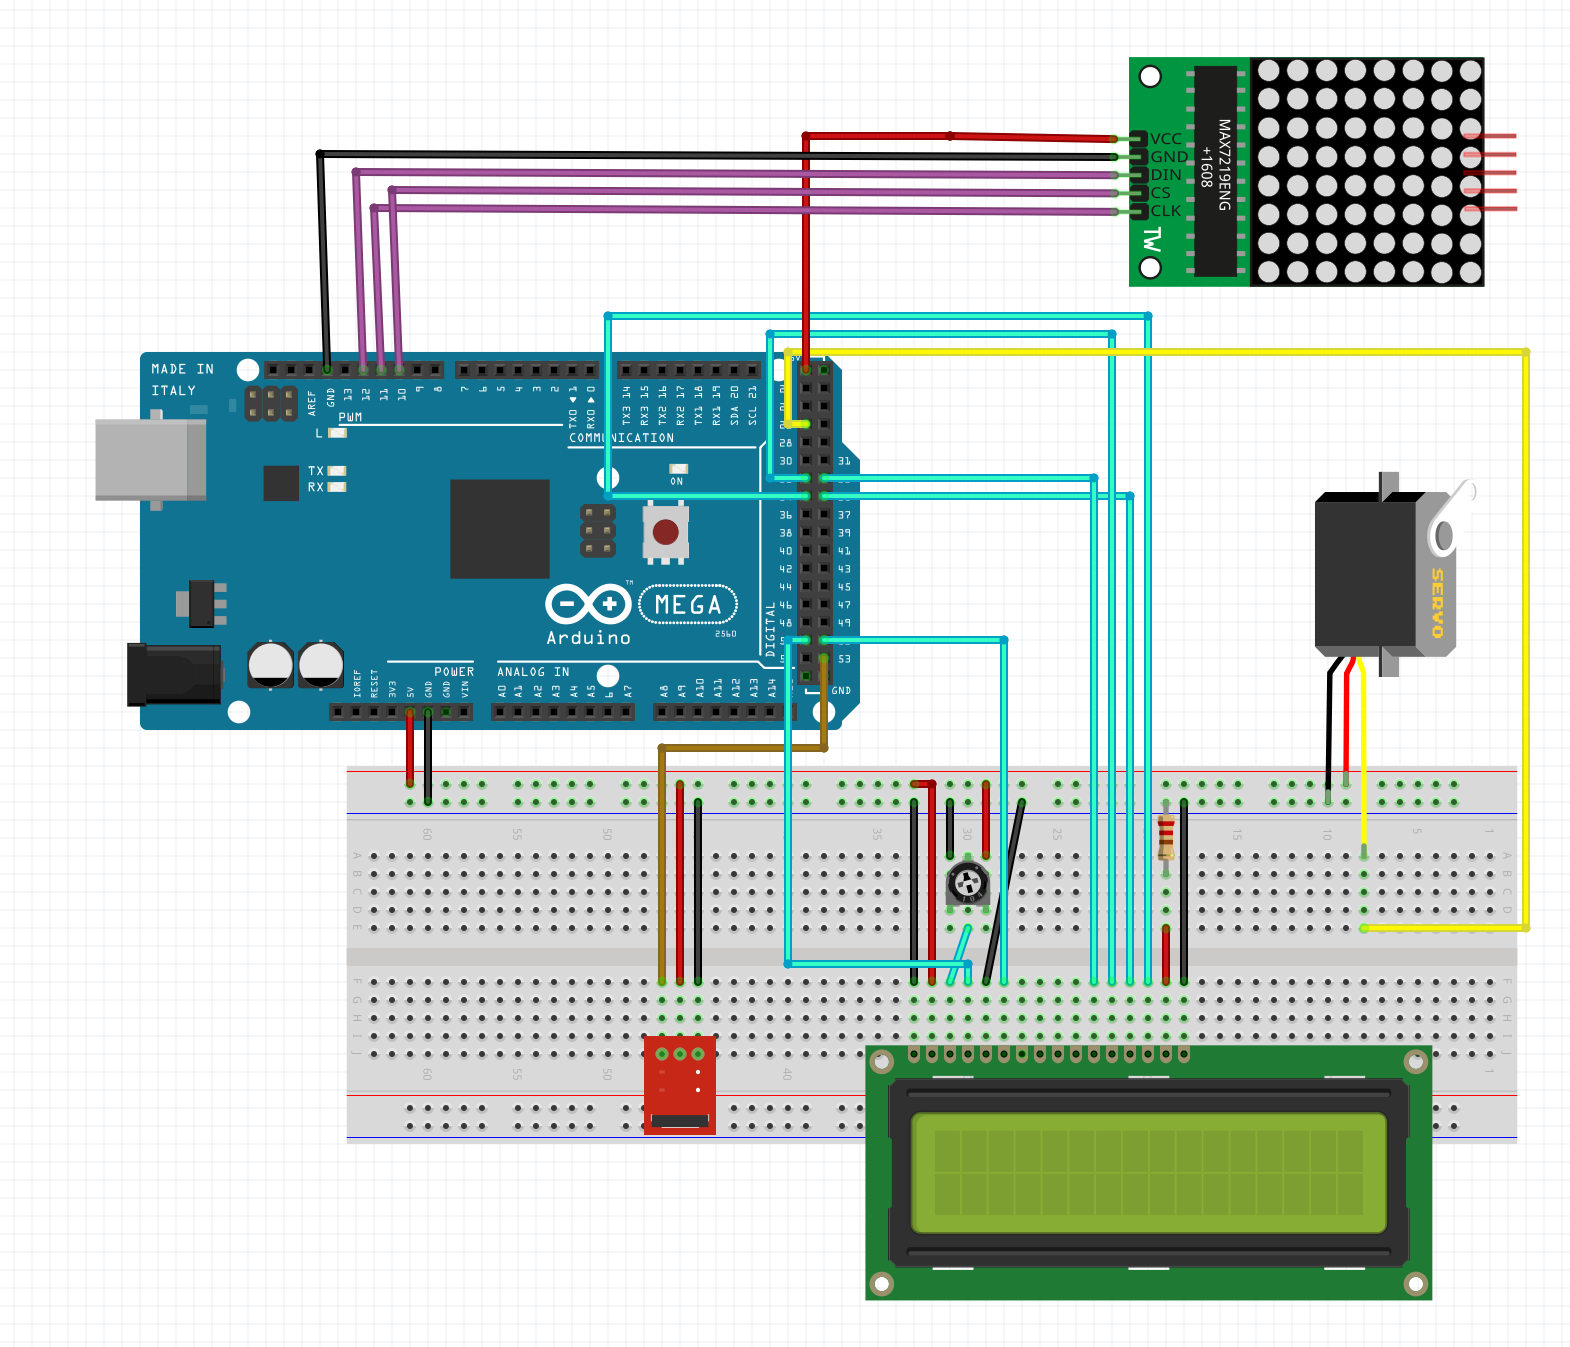 VCC
GND
DIN
CS
CLK
MAX7219ENG
+1608
TW
MADE IN
ITALY
AREF
GND
13
12
11
10
9
8
7
6
5
4
3
2
TX0 1
RX0 0
TX3 14
RX3 15
TX2 16
RX2 17
TX1 18
RX1 19
SDA 20
SCL 21
PWM
COMMUNICATION
L
TX
RX
ON
28
30
31
36
37
38
39
40
41
42
43
44
45
46
47
48
49
53
GND
DIGITAL
MEGA
2560
TM
Arduino
POWER
ANALOG IN
IOREF
RESET
3V3
5V
GND
GND
VIN
A0
A1
A2
A3
A4
A5
6
A7
A8
A9
A10
A11
A12
A13
A14
SERVO
60
55
50
35
30
25
15
10
5
1
A
B
C
D
E
A
B
C
D
E
F
G
H
I
J
F
G
H
I
J
60
55
50
40
1